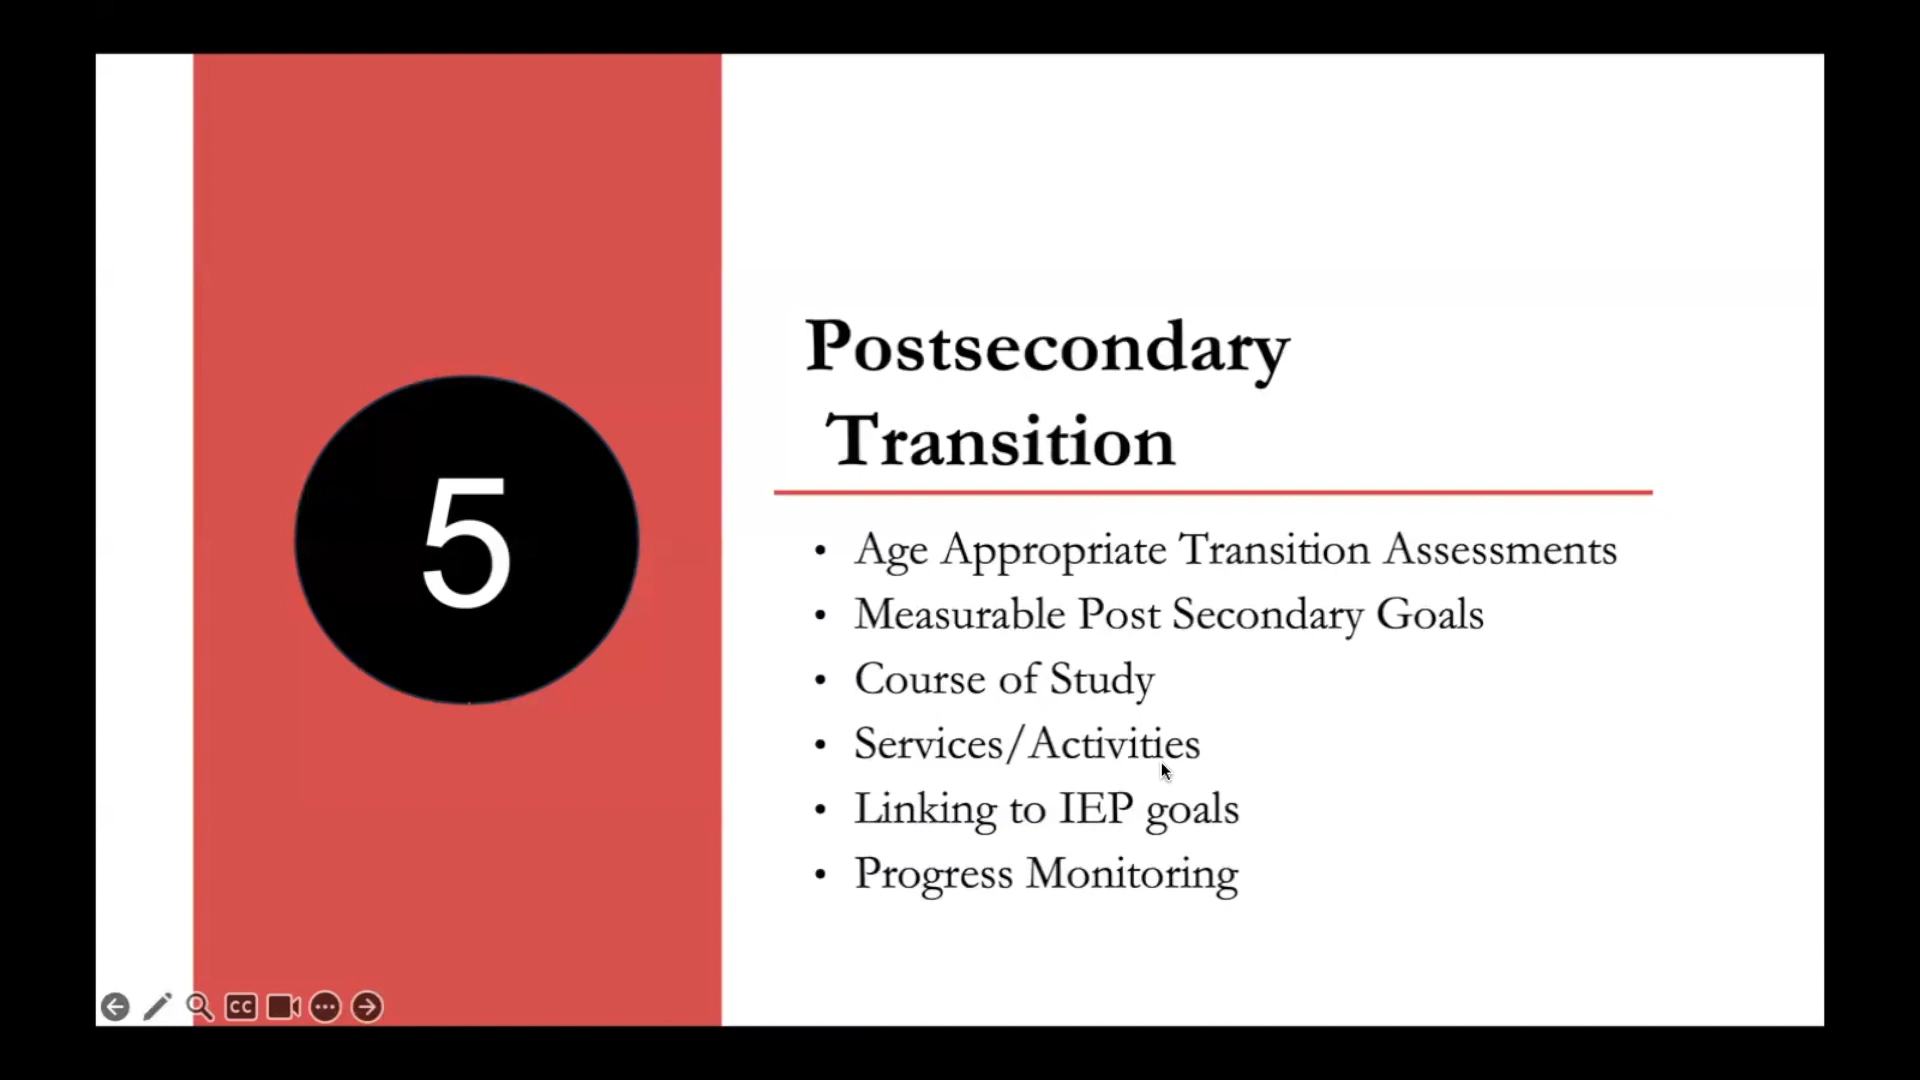 5
Postsecondary
Transition
• Age Appropriate Transition Assessments
• Measurable Post Secondary Goals
• Course of Study
• Services/Activities
• Linking to IEP goals
• Progress Monitoring
CC